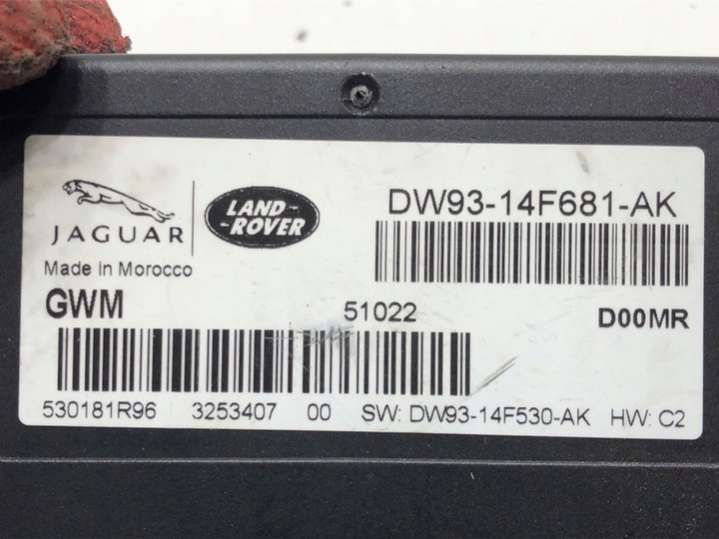 JAGUAR
LAND-
-ROVER
DW93-14F681-AK
Made in Morocco
GWM 51022 D00MR
530181R96 3253407 00 SW: DW93-14F530-AK HW: C2